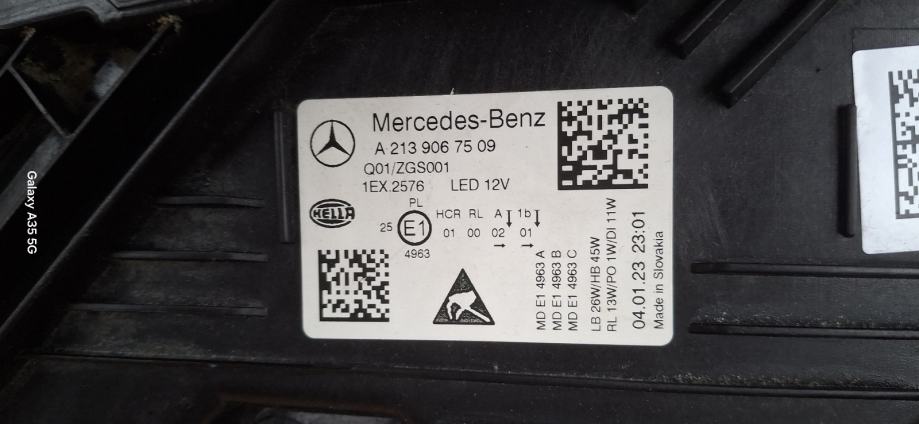 Mercedes-Benz
A 213 906 75 09
Q01/ZGS001
1EX.2576 LED 12V
HELLA
PL
25 E1 HCR RL A 1b
01 00 02 01
4963
MD E1 4963 A
MD E1 4963 B
MD E1 4963 C
LB 26W/HB 45W
RL 13W/PO 1W/DI 11W
04.01.23 23:01
Made in Slovakia
Galaxy A35 5G